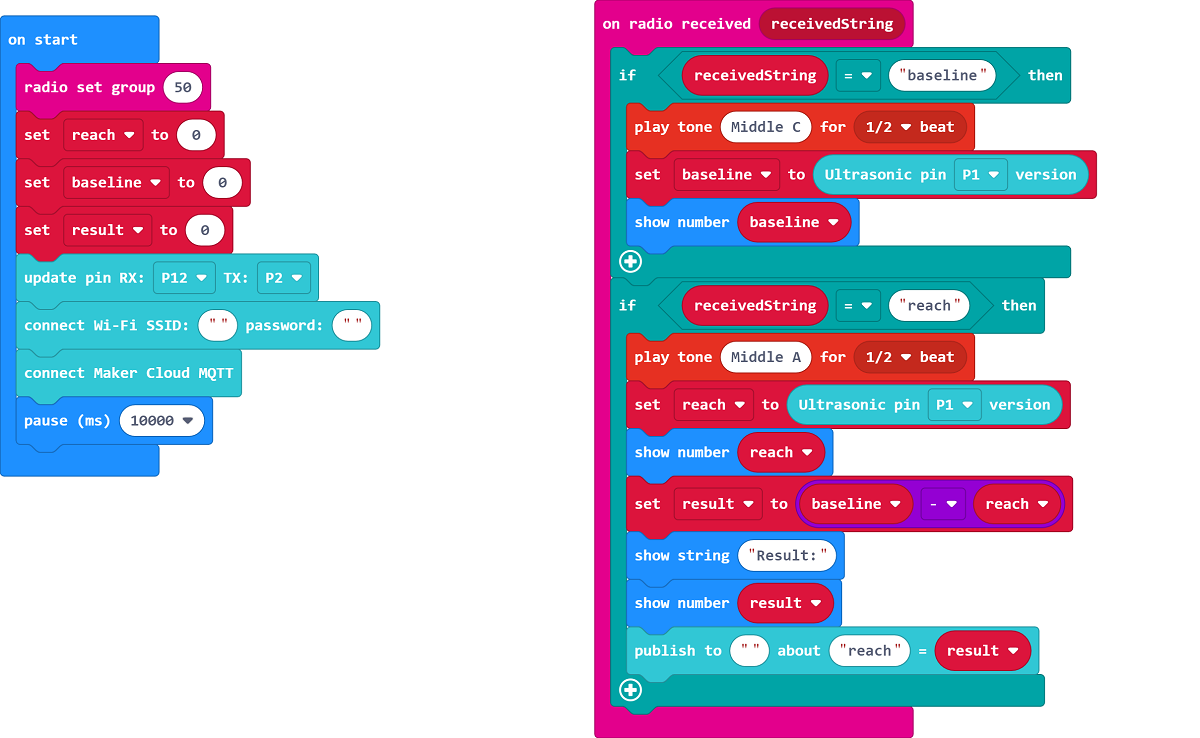 on start
radio set group 50
set reach to 0
set baseline to 0
set result to 0
update pin RX: P12 TX: P2
connect Wi-Fi SSID: "" password: ""
connect Maker Cloud MQTT
pause (ms) 10000
on radio received receivedString
if receivedString = "baseline" then
play tone Middle C for 1/2 beat
set baseline to Ultrasonic pin P1 version
show number baseline
if receivedString = "reach" then
play tone Middle A for 1/2 beat
set reach to Ultrasonic pin P1 version
show number reach
set result to baseline - reach
show string "Result:"
show number result
publish to "" about "reach" = result